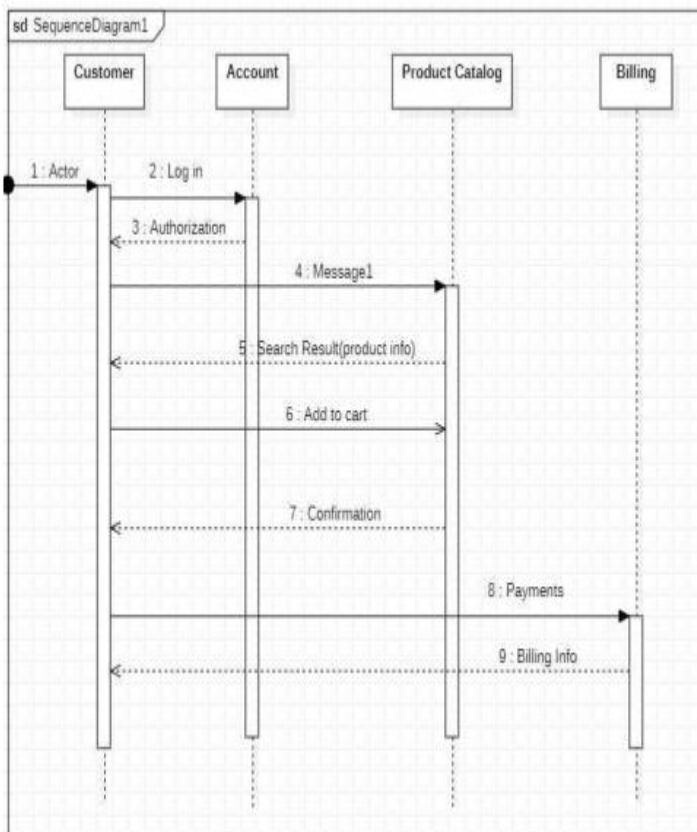 sd SequenceDiagram1
Customer
Account
Product Catalog
Billing
1 : Actor
2 : Log in
3 : Authorization
4 : Message1
5 : Search Result(product info)
6 : Add to cart
7 : Confirmation
8 : Payments
9 : Billing Info